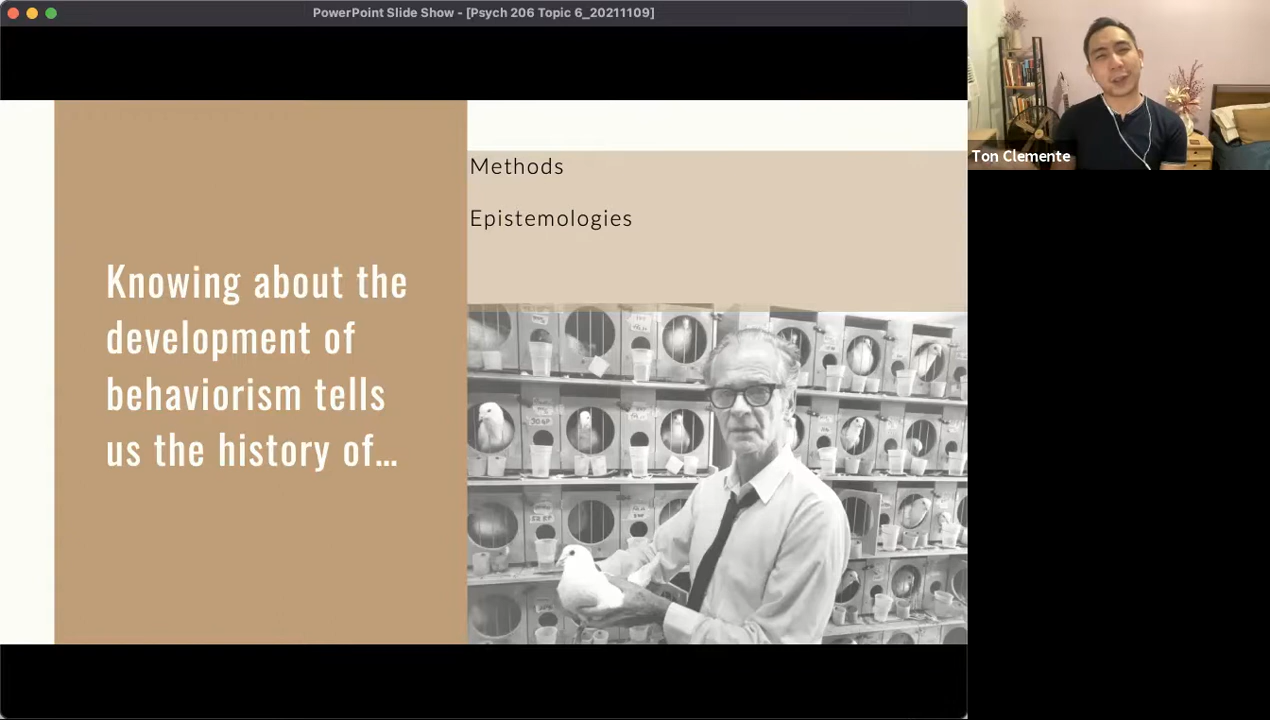 PowerPoint Slide Show - [Psych 206 Topic 6_20211109]
Ton Clemente
Methods
Epistemologies
Knowing about the
development of
behaviorism tells
us the history of...